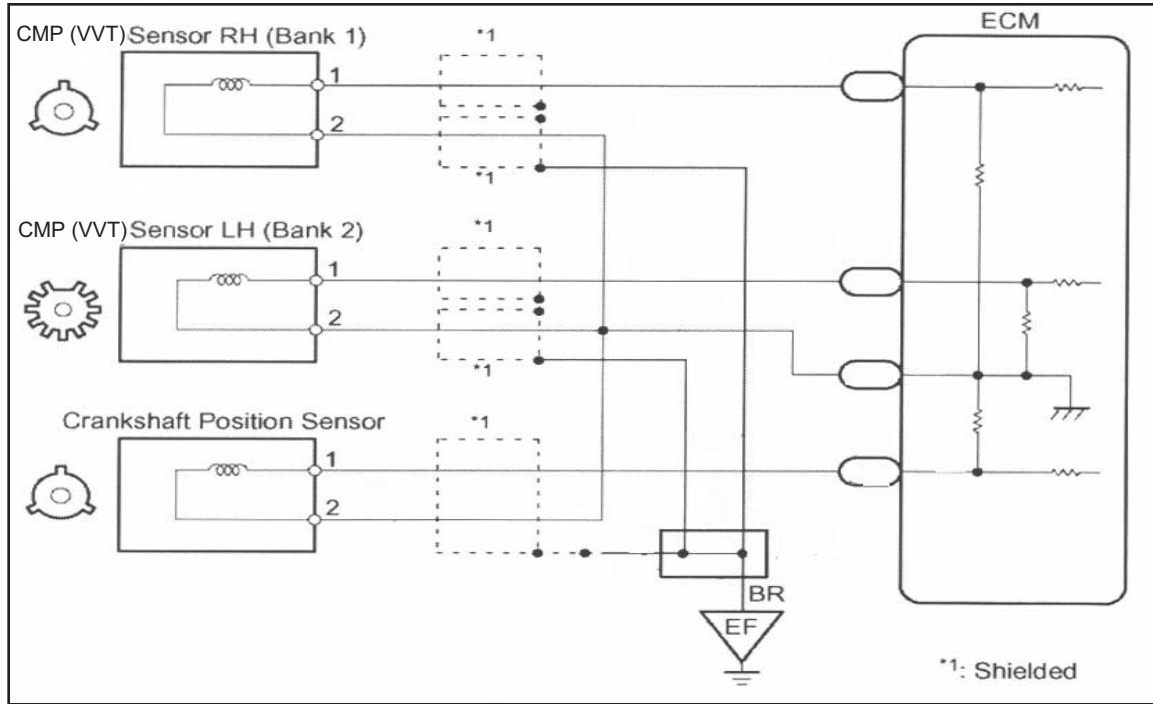 ECM
CMP (VVT) Sensor RH (Bank 1)
*1
1
2
*1
CMP (VVT) Sensor LH (Bank 2)
*1
1
2
*1
Crankshaft Position Sensor
*1
1
2
BR
EF
*1: Shielded